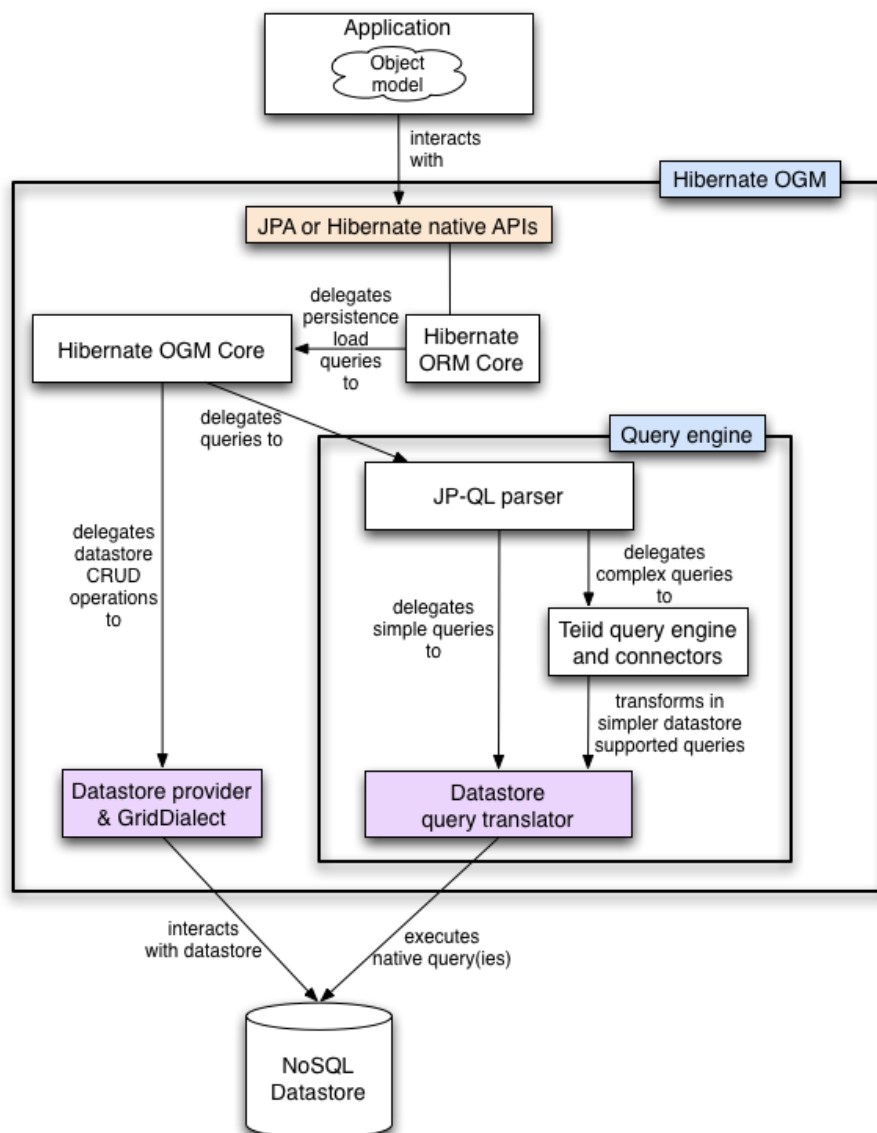 Application
Object
model
interacts
with
Hibernate OGM
JPA or Hibernate native APIs
delegates
persistence
load
queries
to
Hibernate OGM Core
Hibernate
ORM Core
delegates
queries to
Query engine
JP-QL parser
delegates
datastore
CRUD
operations
to
delegates
simple queries
to
delegates
complex queries
to
Teiid query engine
and connectors
transforms in
simpler datastore
supported queries
Datastore provider
& GridDialect
Datastore
query translator
interacts
with datastore
executes
native query(ies)
NoSQL
Datastore